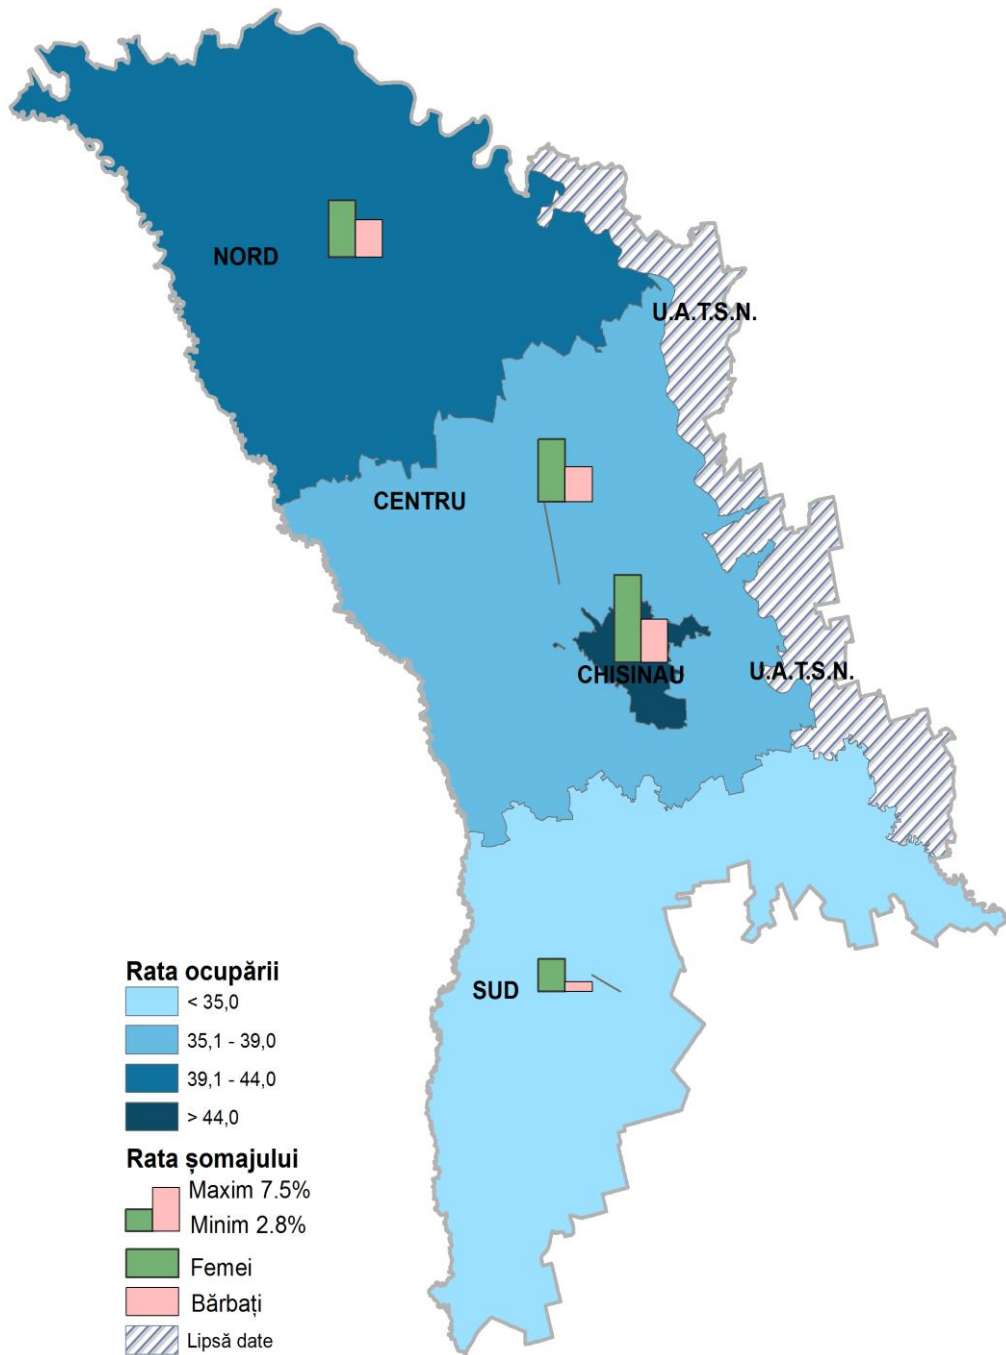 NORD
U.A.T.S.N.
CENTRU
CHISINAU
U.A.T.S.N.
SUD
Rata ocupării
< 35,0
35,1 - 39,0
39,1 - 44,0
> 44,0
Rata șomajului
Maxim 7.5%
Minim 2.8%
Femei
Bărbați
Lipsă date